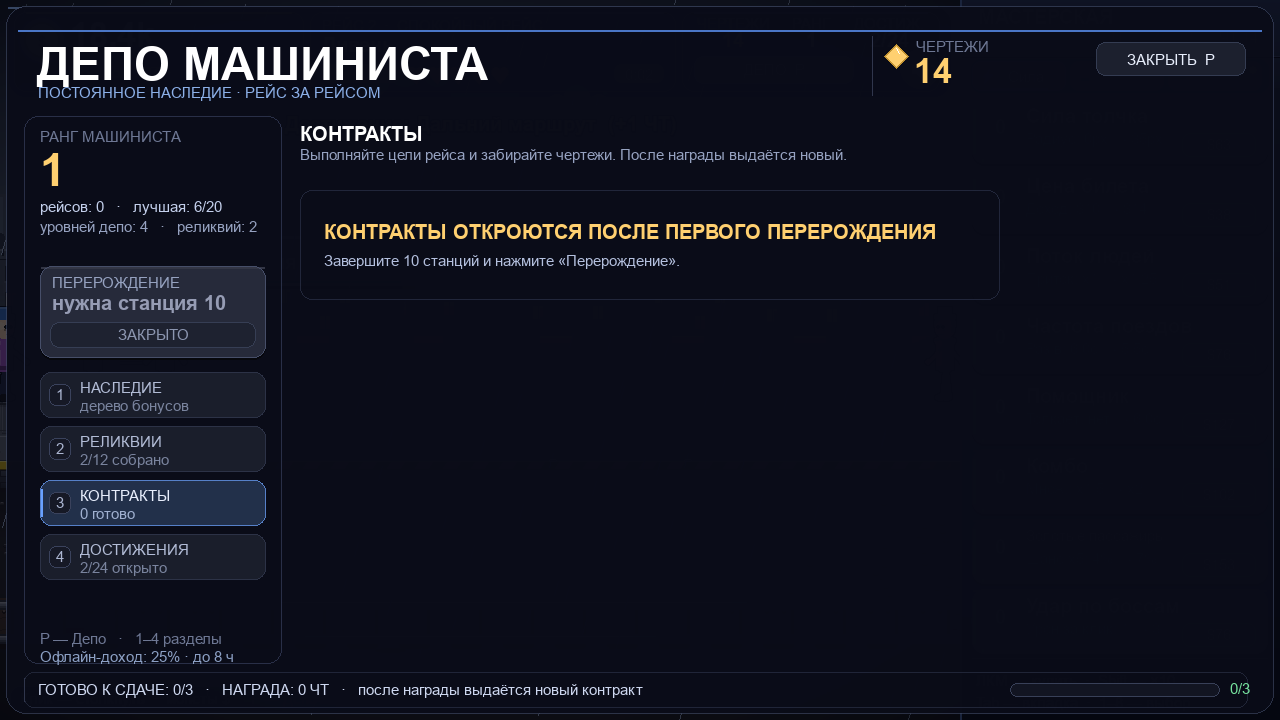 ДЕПО МАШИНИСТА
ПОСТОЯННОЕ НАСЛЕДИЕ · РЕЙС ЗА РЕЙСОМ
ЧЕРТЕЖИ
14
ЗАКРЫТЬ P
РАНГ МАШИНИСТА
1
рейсов: 0 · лучшая: 6/20
уровней депо: 4 · реликвий: 2
ПЕРЕРОЖДЕНИЕ
нужна станция 10
ЗАКРЫТО
1
НАСЛЕДИЕ
дерево бонусов
2
РЕЛИКВИИ
2/12 собрано
3
КОНТРАКТЫ
0 готово
4
ДОСТИЖЕНИЯ
2/24 открыто
P — Депо · 1–4 разделы
Офлайн-доход: 25% · до 8 ч
КОНТРАКТЫ
Выполняйте цели рейса и забирайте чертежи. После награды выдаётся новый.
КОНТРАКТЫ ОТКРОЮТСЯ ПОСЛЕ ПЕРВОГО ПЕРЕРОЖДЕНИЯ
Завершите 10 станций и нажмите «Перерождение».
ГОТОВО К СДАЧЕ: 0/3 · НАГРАДА: 0 ЧТ · после награды выдаётся новый контракт
0/3